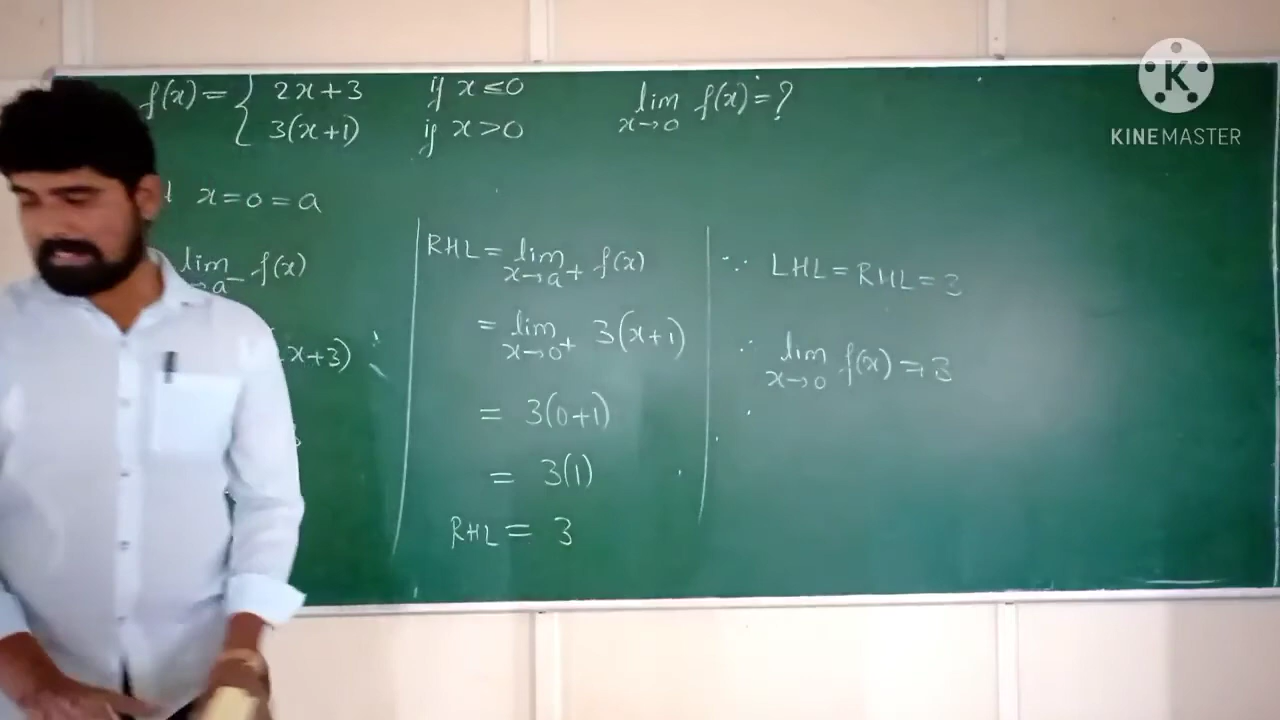 f(x) = { 2x+3 if x ≤ 0
3(x+1) if x > 0
lim x→0 f(x) = ?
x = 0 = a
lim f(x)
x+3)
RHL = lim x→a+ f(x)
= lim x→0+ 3(x+1)
= 3(0+1)
= 3(1)
RHL = 3
∵ LHL = RHL = 3
∴ lim x→0 f(x) = 3
K
KINEMASTER